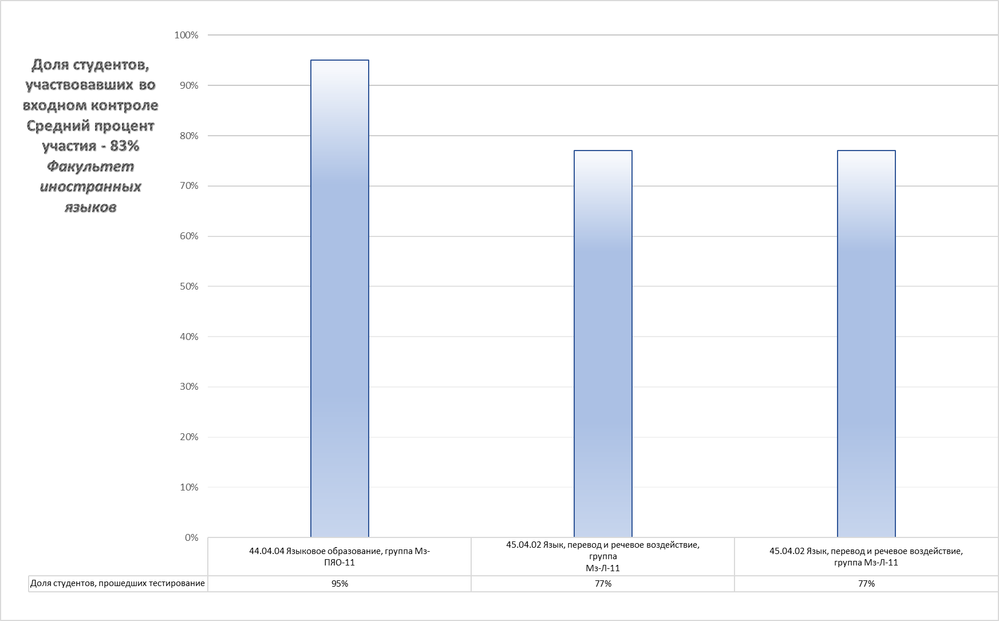 Доля студентов,
участвовавших во
входном контроле
Средний процент
участия - 83%
Факультет
иностранных
языков
100%
90%
80%
70%
60%
50%
40%
30%
20%
10%
0%
44.04.04 Языковое образование, группа Мз-
ПЯО-11
45.04.02 Язык, перевод и речевое воздействие,
группа
Мз-Л-11
45.04.02 Язык, перевод и речевое воздействие,
группа Мз-Л-11
Доля студентов, прошедших тестирование 95% 77% 77%